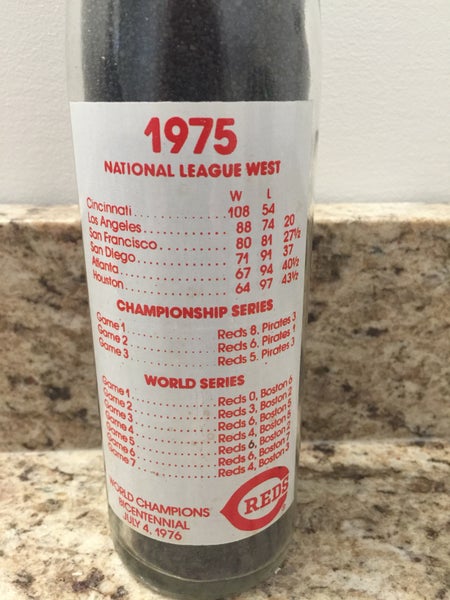 1975
NATIONAL LEAGUE WEST
W L
Cincinnati.............108 54
Los Angeles............88 74 20
San Francisco..........80 81 27½
San Diego..............71 91 37
Atlanta................67 94 40½
Houston................64 97 43½
CHAMPIONSHIP SERIES
Game 1.............Reds 8, Pirates 3
Game 2.............Reds 6, Pirates 1
Game 3.............Reds 5, Pirates 3
WORLD SERIES
Game 1.............Reds 0, Boston 6
Game 2.............Reds 3, Boston 2
Game 3.............Reds 6, Boston 5
Game 4.............Reds 4, Boston 5
Game 5.............Reds 6, Boston 2
Game 6.............Reds 6, Boston 7
Game 7.............Reds 4, Boston 3
WORLD CHAMPIONS
BICENTENNIAL
JULY 4, 1976
REDS
®